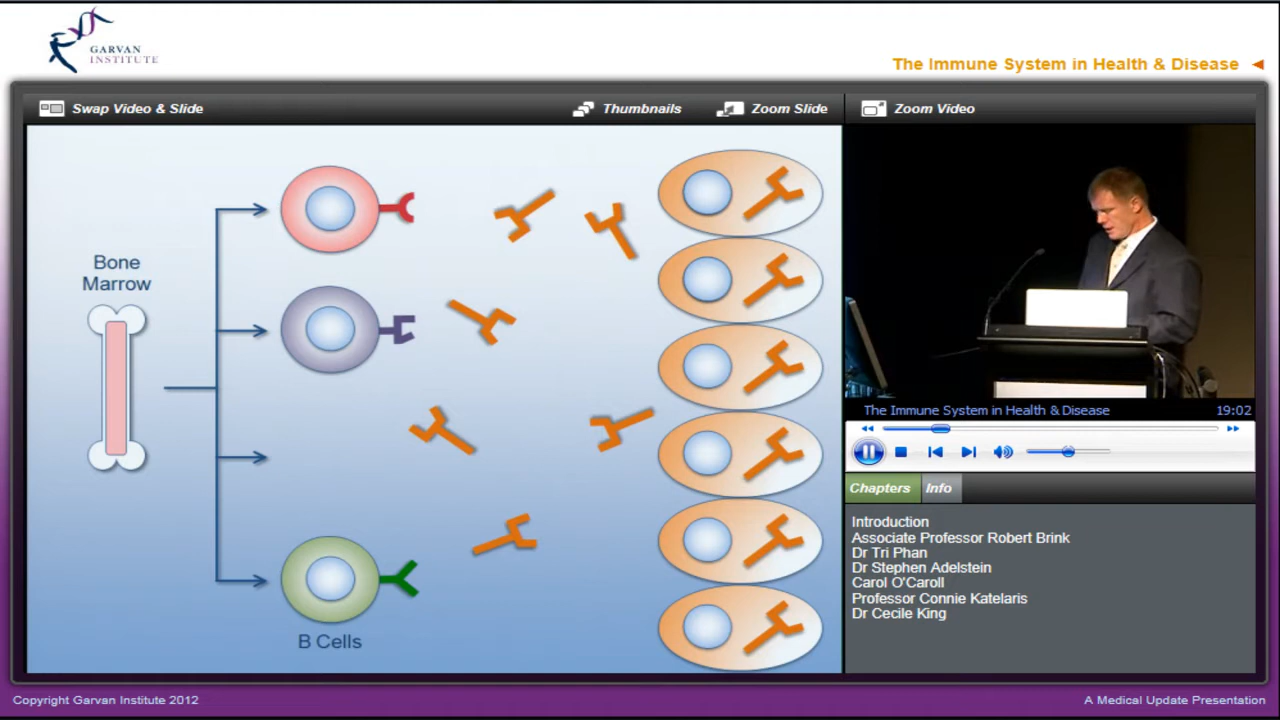 GARVAN
INSTITUTE
The Immune System in Health & Disease
Swap Video & Slide
Thumbnails
Zoom Slide
Zoom Video
Bone
Marrow
B Cells
The Immune System in Health & Disease
19:02
Chapters
Info
Introduction
Associate Professor Robert Brink
Dr Tri Phan
Dr Stephen Adelstein
Carol O'Caroll
Professor Connie Katelaris
Dr Cecile King
Copyright Garvan Institute 2012
A Medical Update Presentation